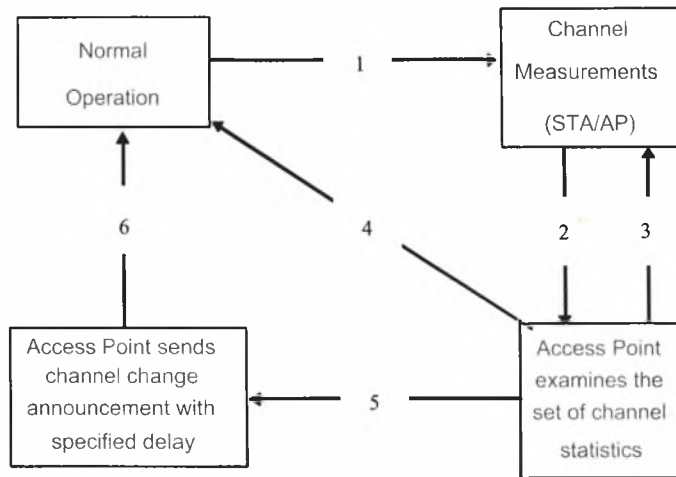 Normal
Operation
1
Channel
Measurements
(STA/AP)
6
4
2
3
Access Point sends
channel change
announcement with
specified delay
5
Access Point
examines the
set of channel
statistics